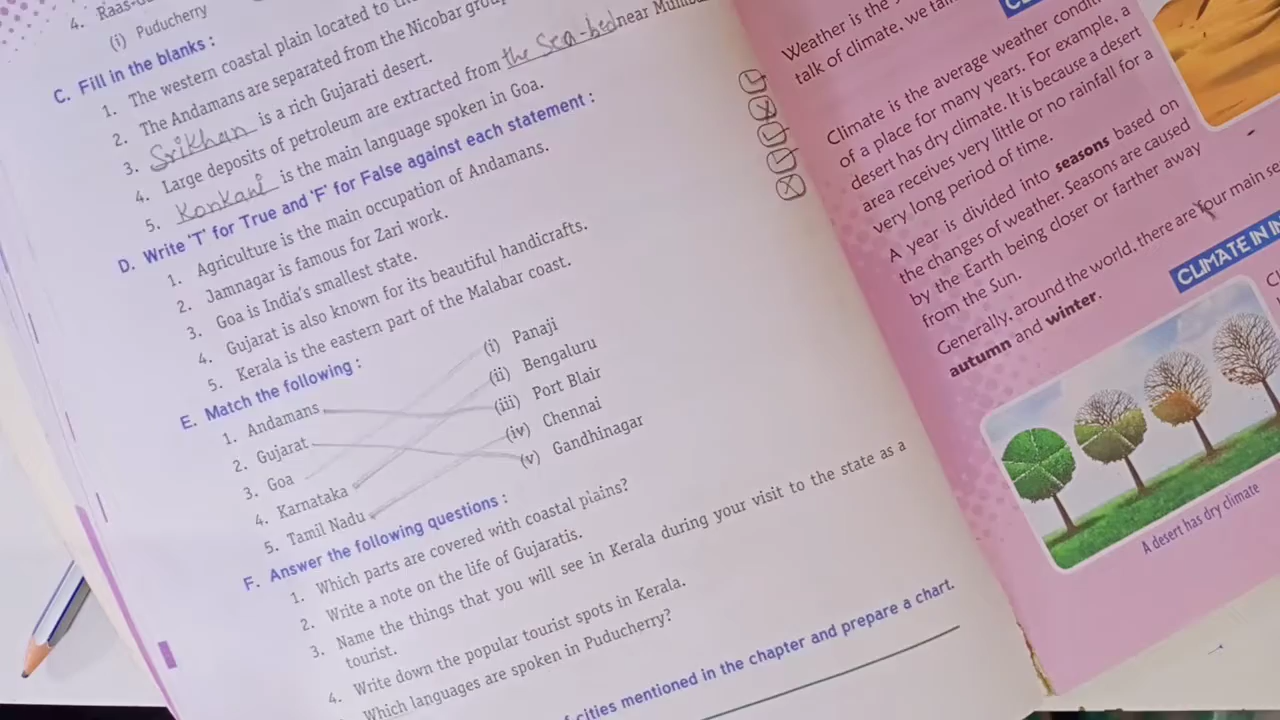 4. Raas-
(i) Puducherry
C. Fill in the blanks :
1. The western coastal plain located to the
2. The Andamans are separated from the Nicobar group
3. Srikhan is a rich Gujarati desert.
4. Large deposits of petroleum are extracted from the Sea-bed near Mumbai
5. Konkani is the main language spoken in Goa.
D. Write 'T' for True and 'F' for False against each statement :
1. Agriculture is the main occupation of Andamans.
2. Jamnagar is famous for Zari work.
3. Goa is India's smallest state.
4. Gujarat is also known for its beautiful handicrafts.
5. Kerala is the eastern part of the Malabar coast.
E. Match the following :
1. Andamans (i) Panaji
2. Gujarat (ii) Bengaluru
3. Goa (iii) Port Blair
4. Karnataka (iv) Chennai
5. Tamil Nadu (v) Gandhinagar
F. Answer the following questions :
1. Which parts are covered with coastal plains?
2. Write a note on the life of Gujaratis.
3. Name the things that you will see in Kerala during your visit to the state as a
tourist.
4. Write down the popular tourist spots in Kerala.
Which languages are spoken in Puducherry?
of cities mentioned in the chapter and prepare a chart.
Weather is the
talk of climate, we
Climate is the average weather
of a place for many years. For example, a
desert has dry climate. It is because a desert
area receives very little or no rainfall for a
very long period of time.
A year is divided into seasons based on
the changes of weather. Seasons are caused
by the Earth being closer or farther away
from the Sun.
Generally, around the world, there are four main
autumn and winter.
CLIMATE IN
A desert has dry climate